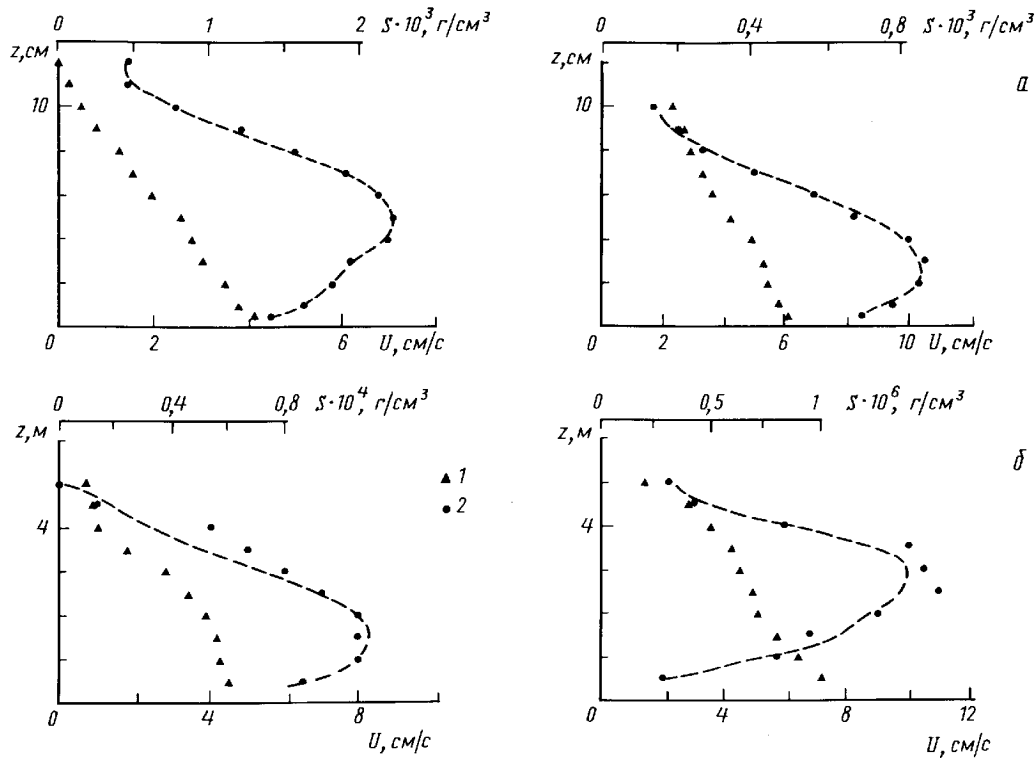 0 1 2
S·10³, г/см³
z, см
10
0 2 6
U, см/с
0 0,4 0,8 S·10³ г/см³
z, см
а
10
0 2 6 10 U, см/с
0 0,4 0,8
S·10⁴, г/см³
z, м
4
▲ 1
● 2
0 4 8
U, см/с
0 0,5 1 S·10⁶, г/см³
z, м
б
4
0 4 8 12
U, см/с